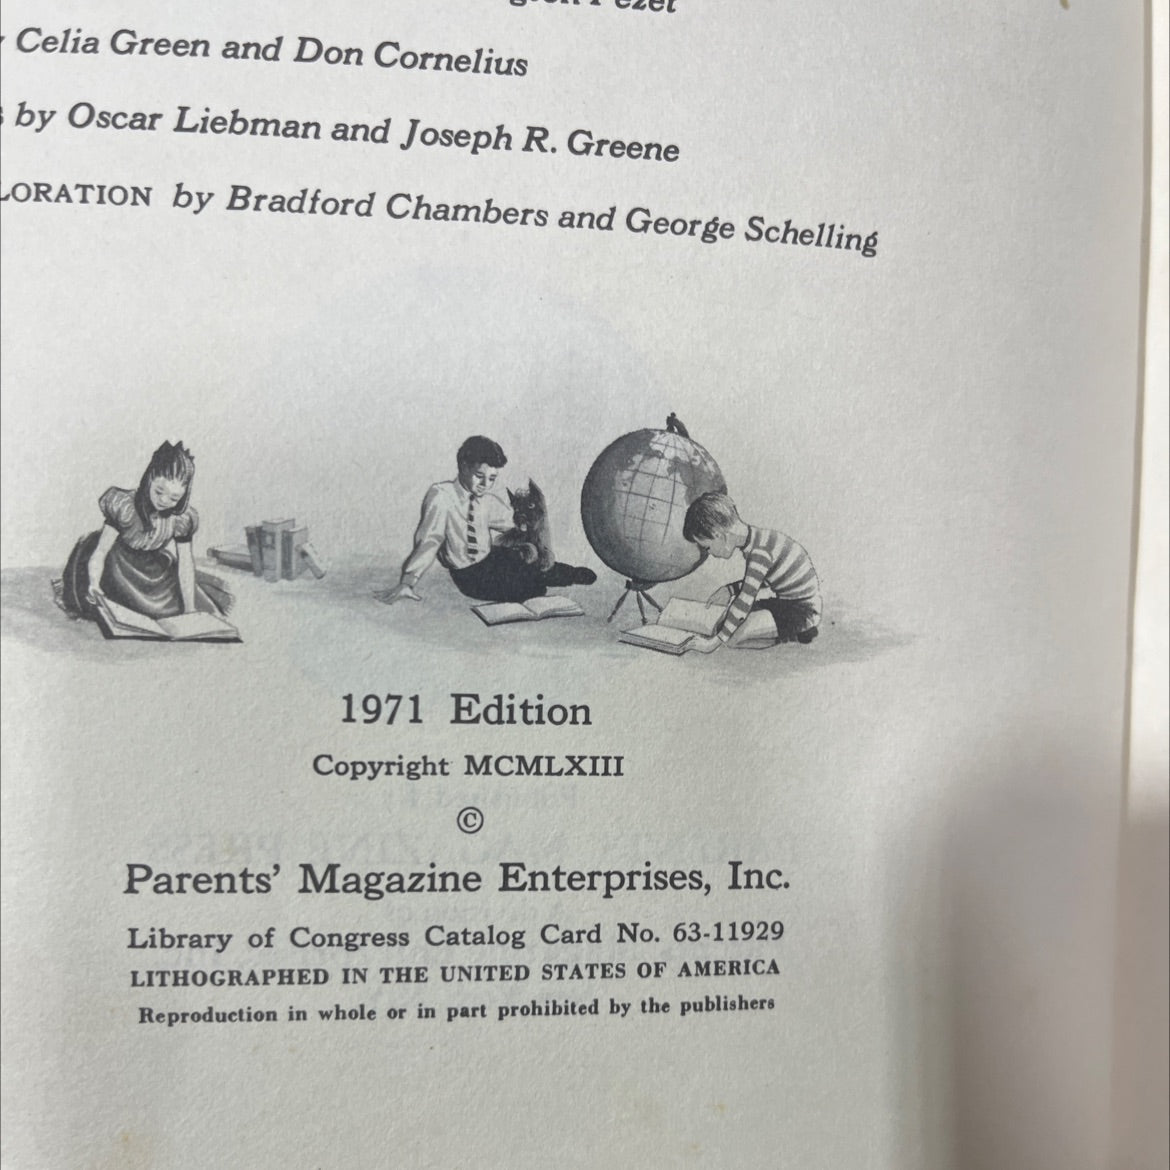 Celia Green and Don Cornelius
by Oscar Liebman and Joseph R. Greene
LORATION by Bradford Chambers and George Schelling
1971 Edition
Copyright MCMLXIII
©
Parents' Magazine Enterprises, Inc.
Library of Congress Catalog Card No. 63-11929
LITHOGRAPHED IN THE UNITED STATES OF AMERICA
Reproduction in whole or in part prohibited by the publishers